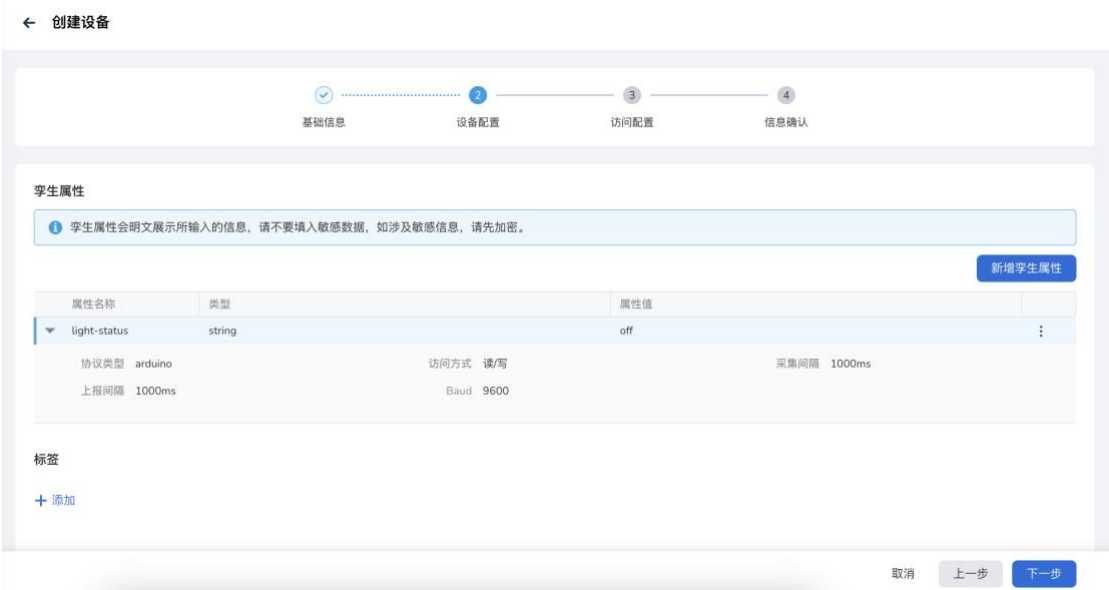 创建设备
2 3 4
基础信息 设备配置 访问配置 信息确认
孪生属性
孪生属性会明文展示所输入的信息，请不要填入敏感数据，如涉及敏感信息，请先加密。
新增孪生属性
属性名称 类型 属性值
light-status string off
协议类型 arduino 访问方式 读/写 采集间隔 1000ms
上报间隔 1000ms Baud 9600
标签
添加
取消 上一步 下一步